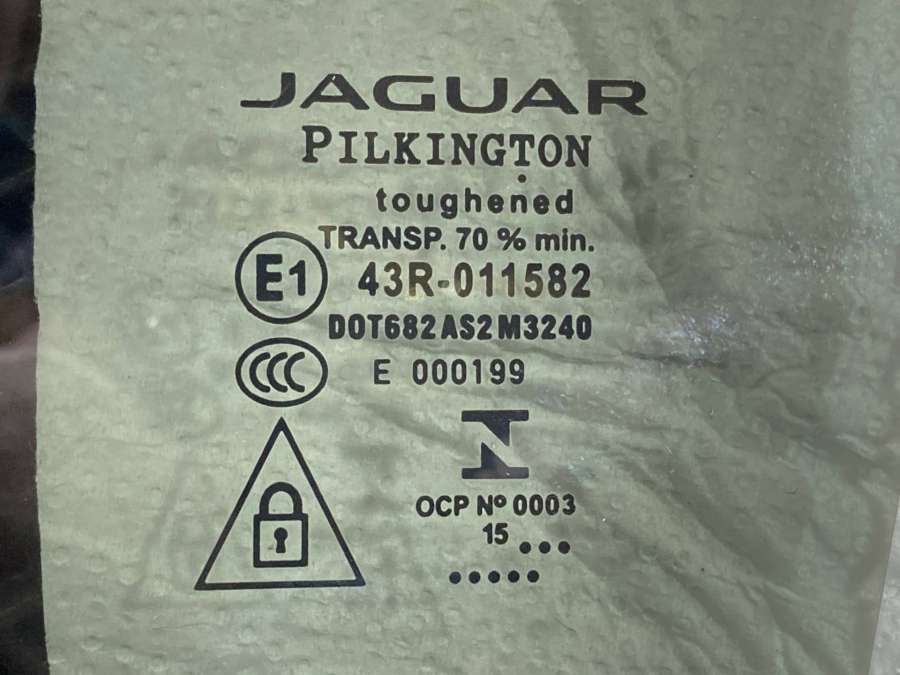 JAGUAR
PILKINGTON
toughened
TRANSP. 70 % min.
E1 43R-011582
DOT682 AS2 M3240
CCC E 000199
OCP Nº 0003
15